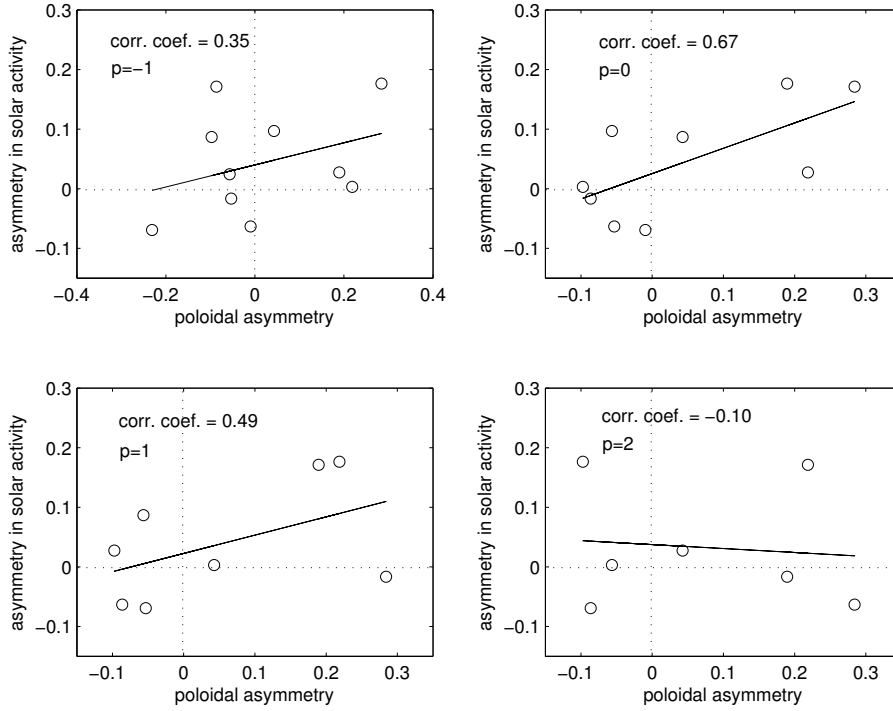 0.3
0.2
0.1
0
−0.1
asymmetry in solar activity
corr. coef. = 0.35
p=−1
−0.4
−0.2
0
0.2
0.4
poloidal asymmetry
0.3
0.2
0.1
0
−0.1
asymmetry in solar activity
corr. coef. = 0.67
p=0
−0.1
0
0.1
0.2
0.3
poloidal asymmetry
0.3
0.2
0.1
0
−0.1
asymmetry in solar activity
corr. coef. = 0.49
p=1
−0.1
0
0.1
0.2
0.3
poloidal asymmetry
0.3
0.2
0.1
0
−0.1
asymmetry in solar activity
corr. coef. = −0.10
p=2
−0.1
0
0.1
0.2
0.3
poloidal asymmetry